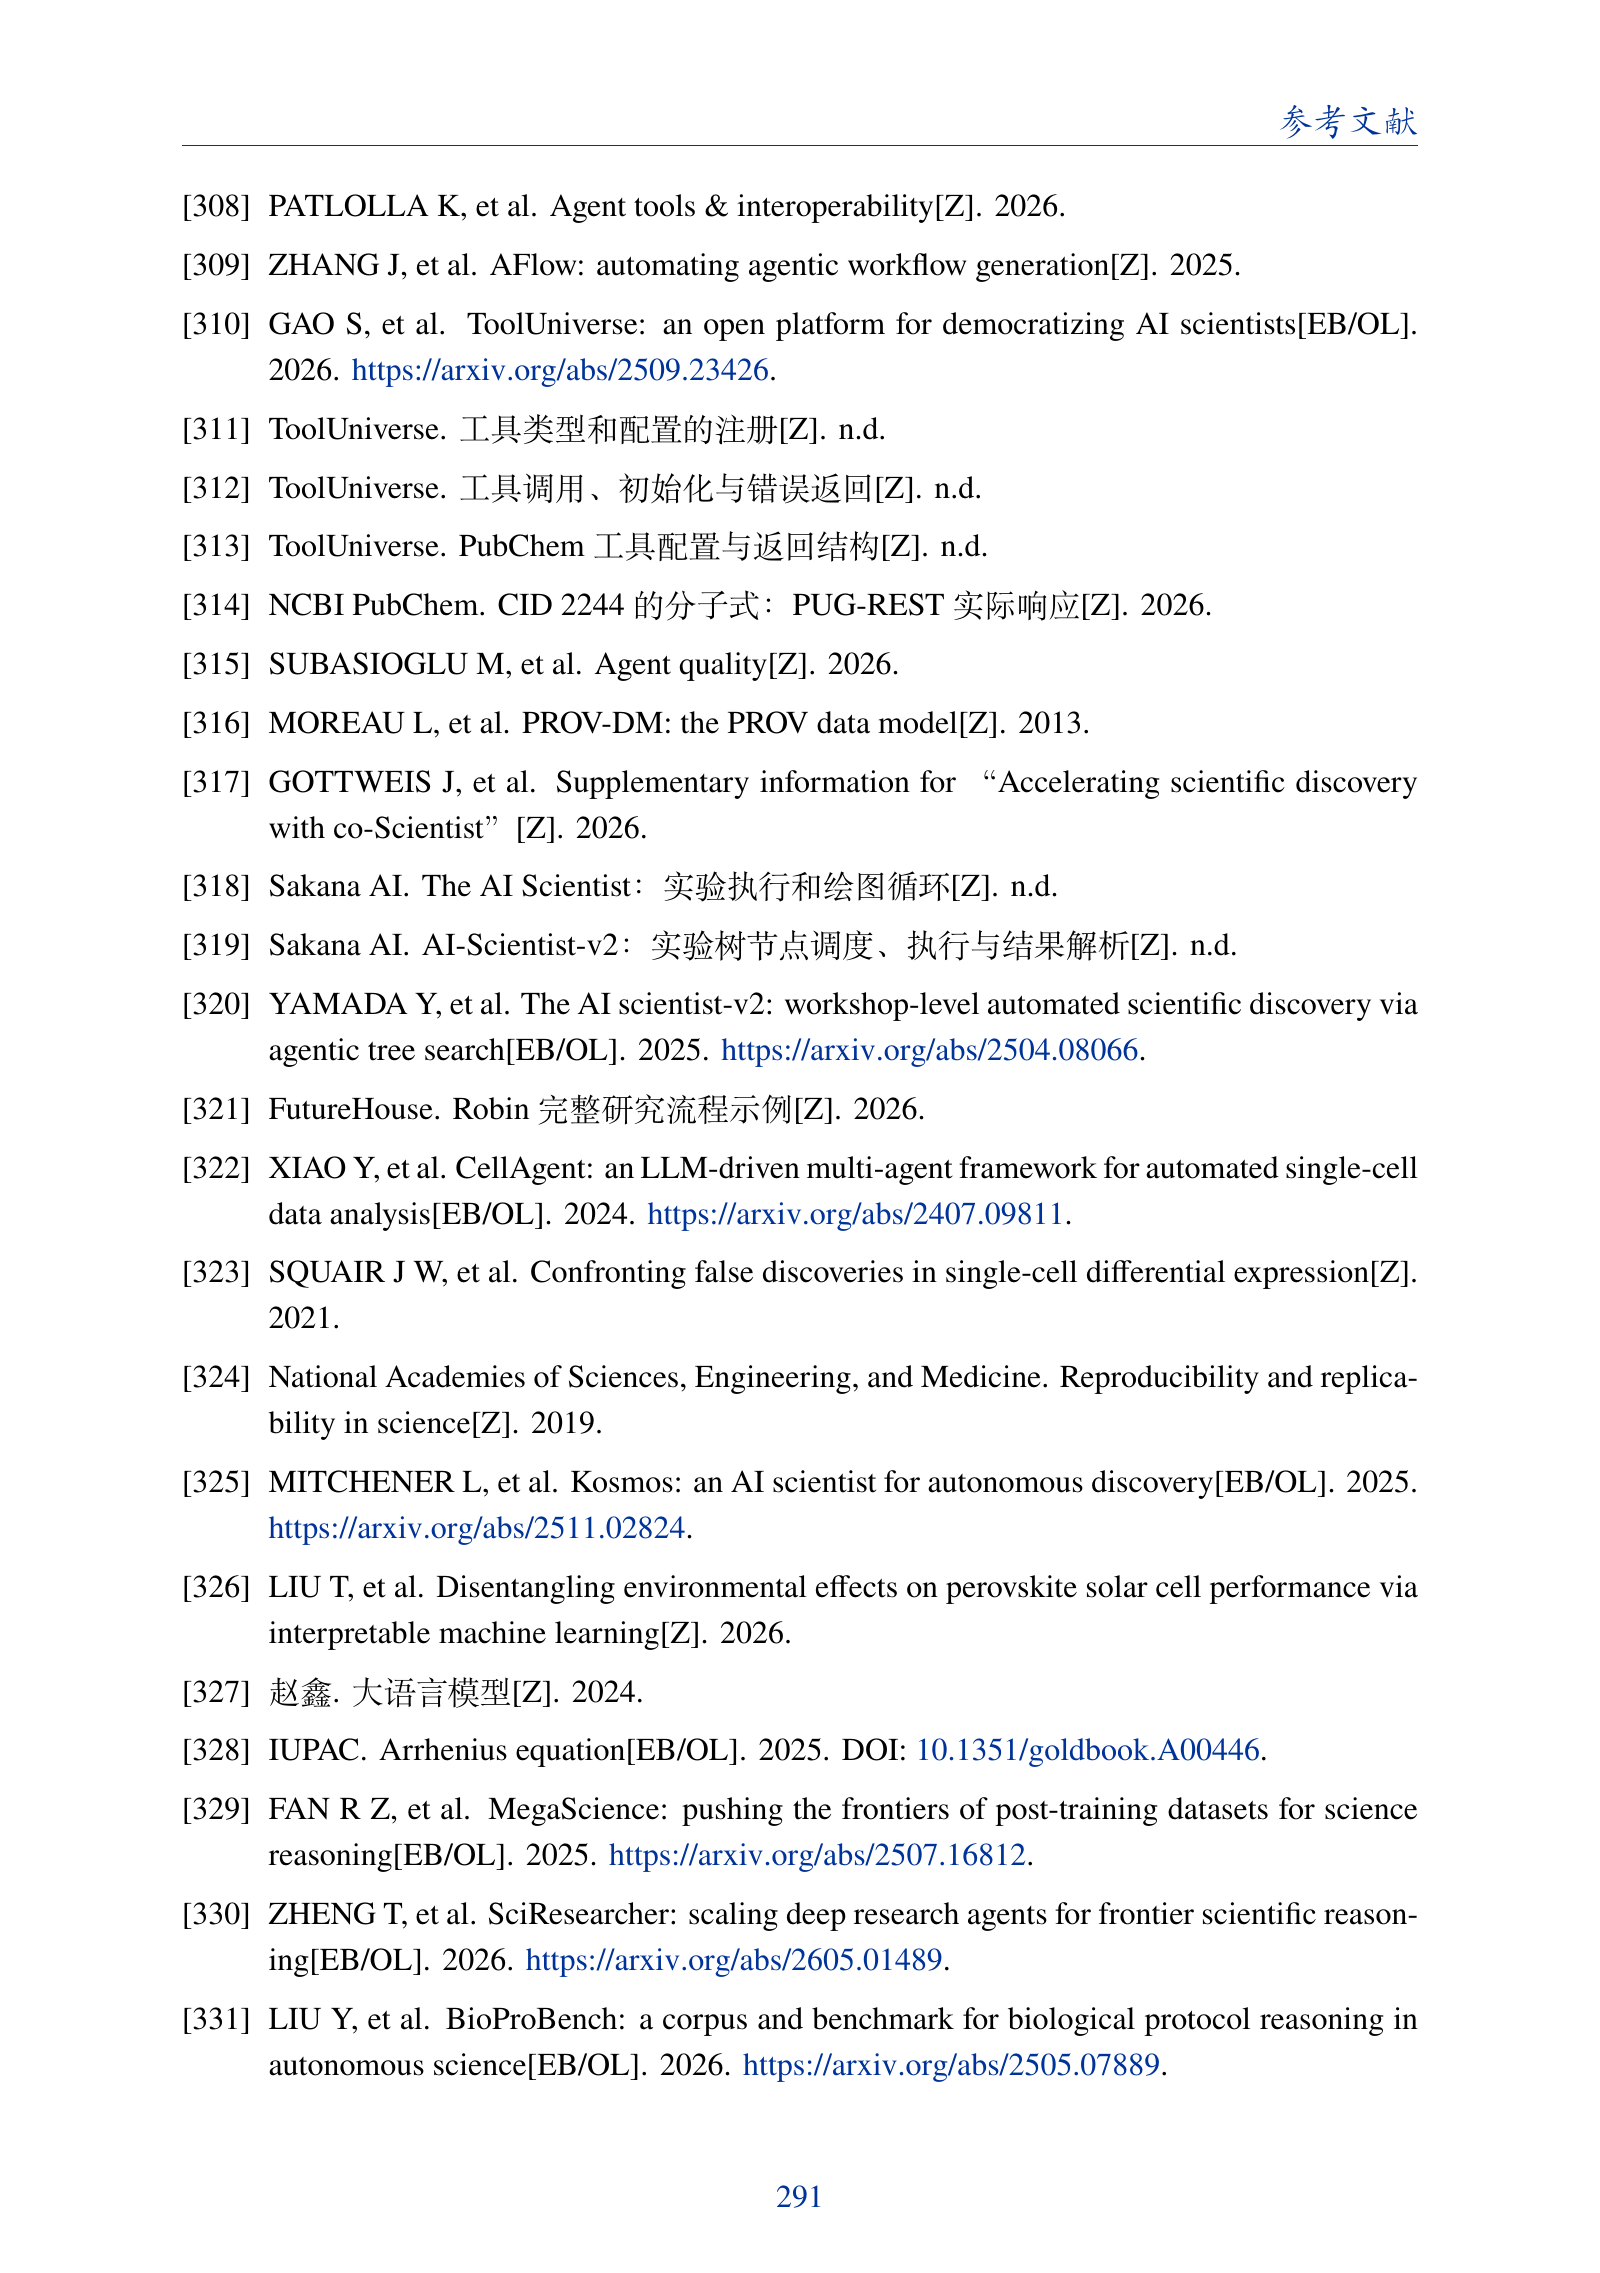 参考文献
[308] PATLOLLA K, et al. Agent tools & interoperability[Z]. 2026.
[309] ZHANG J, et al. AFlow: automating agentic workflow generation[Z]. 2025.
[310] GAO S, et al. ToolUniverse: an open platform for democratizing AI scientists[EB/OL].
2026. https://arxiv.org/abs/2509.23426.
[311] ToolUniverse. 工具类型和配置的注册[Z]. n.d.
[312] ToolUniverse. 工具调用、初始化与错误返回[Z]. n.d.
[313] ToolUniverse. PubChem 工具配置与返回结构[Z]. n.d.
[314] NCBI PubChem. CID 2244 的分子式：PUG-REST 实际响应[Z]. 2026.
[315] SUBASIOGLU M, et al. Agent quality[Z]. 2026.
[316] MOREAU L, et al. PROV-DM: the PROV data model[Z]. 2013.
[317] GOTTWEIS J, et al. Supplementary information for “Accelerating scientific discovery
with co-Scientist” [Z]. 2026.
[318] Sakana AI. The AI Scientist：实验执行和绘图循环[Z]. n.d.
[319] Sakana AI. AI-Scientist-v2：实验树节点调度、执行与结果解析[Z]. n.d.
[320] YAMADA Y, et al. The AI scientist-v2: workshop-level automated scientific discovery via
agentic tree search[EB/OL]. 2025. https://arxiv.org/abs/2504.08066.
[321] FutureHouse. Robin 完整研究流程示例[Z]. 2026.
[322] XIAO Y, et al. CellAgent: an LLM-driven multi-agent framework for automated single-cell
data analysis[EB/OL]. 2024. https://arxiv.org/abs/2407.09811.
[323] SQUAIR J W, et al. Confronting false discoveries in single-cell differential expression[Z].
2021.
[324] National Academies of Sciences, Engineering, and Medicine. Reproducibility and replica-
bility in science[Z]. 2019.
[325] MITCHENER L, et al. Kosmos: an AI scientist for autonomous discovery[EB/OL]. 2025.
https://arxiv.org/abs/2511.02824.
[326] LIU T, et al. Disentangling environmental effects on perovskite solar cell performance via
interpretable machine learning[Z]. 2026.
[327] 赵鑫. 大语言模型[Z]. 2024.
[328] IUPAC. Arrhenius equation[EB/OL]. 2025. DOI: 10.1351/goldbook.A00446.
[329] FAN R Z, et al. MegaScience: pushing the frontiers of post-training datasets for science
reasoning[EB/OL]. 2025. https://arxiv.org/abs/2507.16812.
[330] ZHENG T, et al. SciResearcher: scaling deep research agents for frontier scientific reason-
ing[EB/OL]. 2026. https://arxiv.org/abs/2605.01489.
[331] LIU Y, et al. BioProBench: a corpus and benchmark for biological protocol reasoning in
autonomous science[EB/OL]. 2026. https://arxiv.org/abs/2505.07889.
291